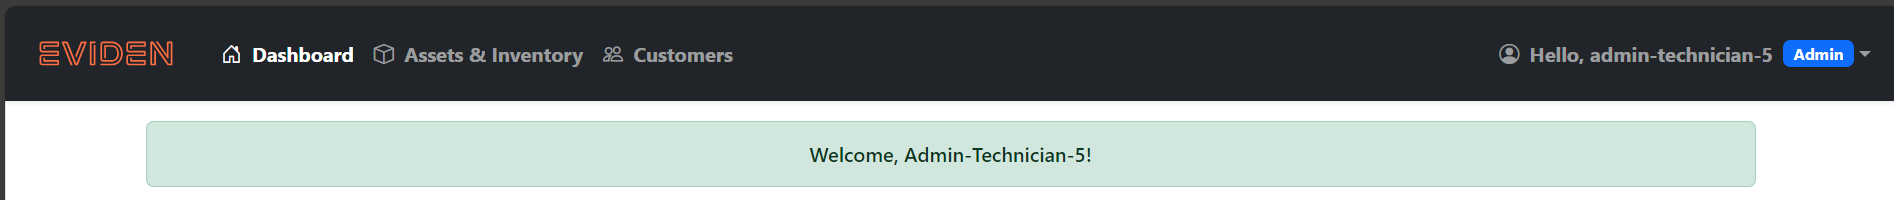 EVIDEN Dashboard Assets & Inventory Customers Hello, admin-technician-5 Admin
Welcome, Admin-Technician-5!